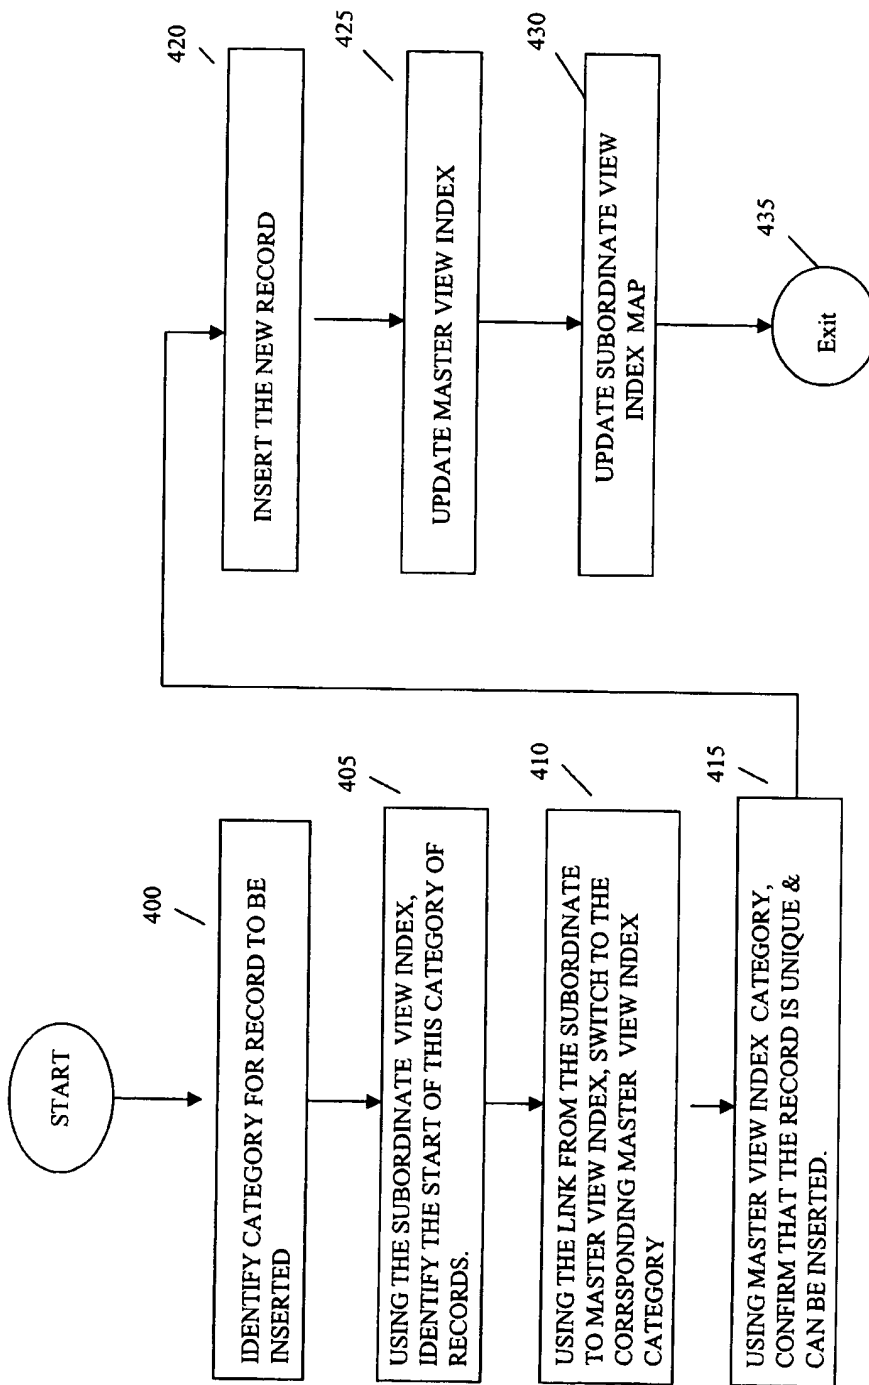 START
400
IDENTIFY CATEGORY FOR RECORD TO BE
INSERTED
405
USING THE SUBORDINATE VIEW INDEX,
IDENTIFY THE START OF THIS CATEGORY OF
RECORDS.
410
USING THE LINK FROM THE SUBORDINATE
TO MASTER VIEW INDEX, SWITCH TO THE
CORRSPONDING MASTER VIEW INDEX
CATEGORY
415
USING MASTER VIEW INDEX CATEGORY,
CONFIRM THAT THE RECORD IS UNIQUE &
CAN BE INSERTED.
420
INSERT THE NEW RECORD
425
UPDATE MASTER VIEW INDEX
430
UPDATE SUBORDINATE VIEW
INDEX MAP
435
Exit